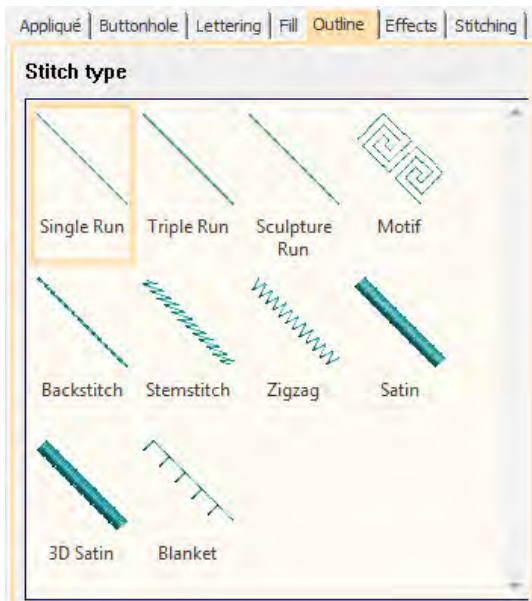 Appliqué Buttonhole Lettering Fill Outline Effects Stitching
Stitch type
Single Run Triple Run Sculpture Run Motif
Backstitch Stemstitch Zigzag Satin
3D Satin Blanket